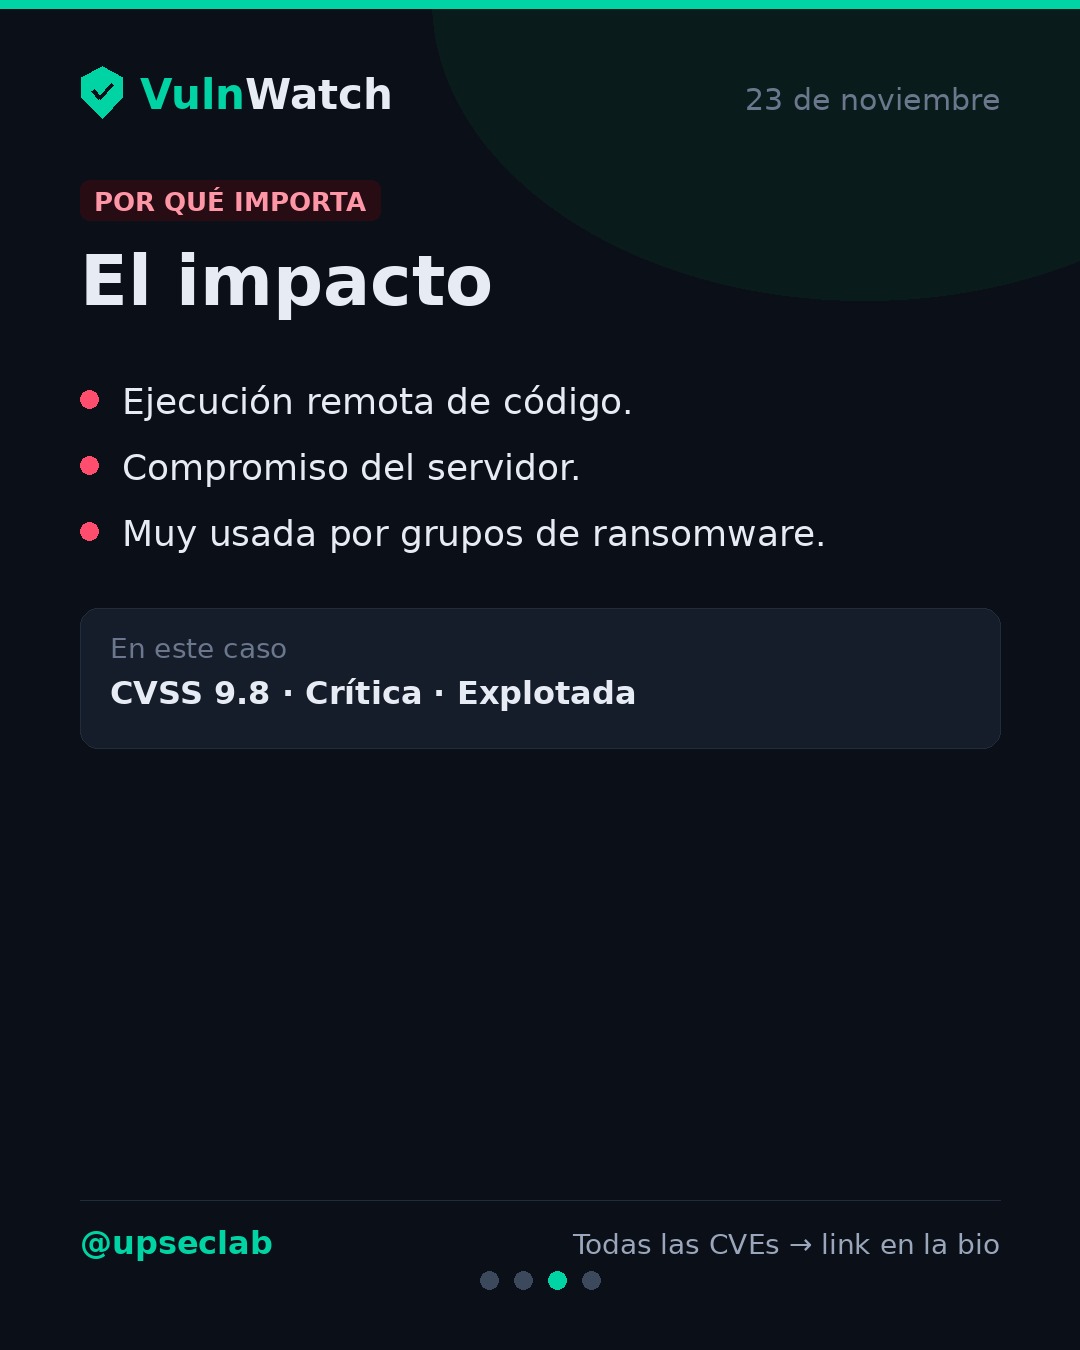 VulnWatch
23 de noviembre
POR QUÉ IMPORTA
El impacto
Ejecución remota de código.
Compromiso del servidor.
Muy usada por grupos de ransomware.
En este caso
CVSS 9.8 · Crítica · Explotada
@upseclab
Todas las CVEs → link en la bio